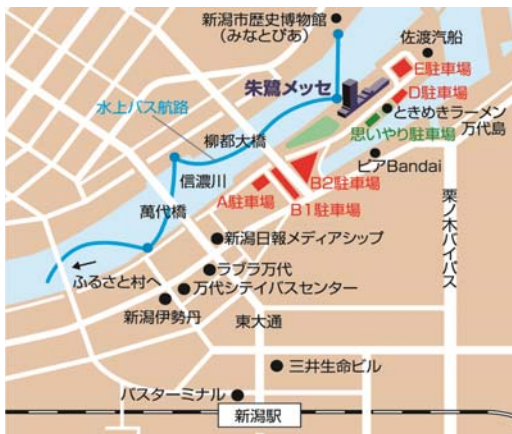 新潟市歴史博物館
(みなとぴあ)
佐渡汽船
E駐車場
朱鷺メッセ
D駐車場
水上バス航路
ときめきラーメン
万代島
柳都大橋
思いやり駐車場
ピアBandai
信濃川
B2駐車場
A駐車場
B1駐車場
栗ノ木バイパス
萬代橋
新潟日報メディアシップ
ラブラ万代
ふるさと村へ
万代シテイバスセンター
新潟伊勢丹
東大通
三井生命ビル
バスターミナル
新潟駅